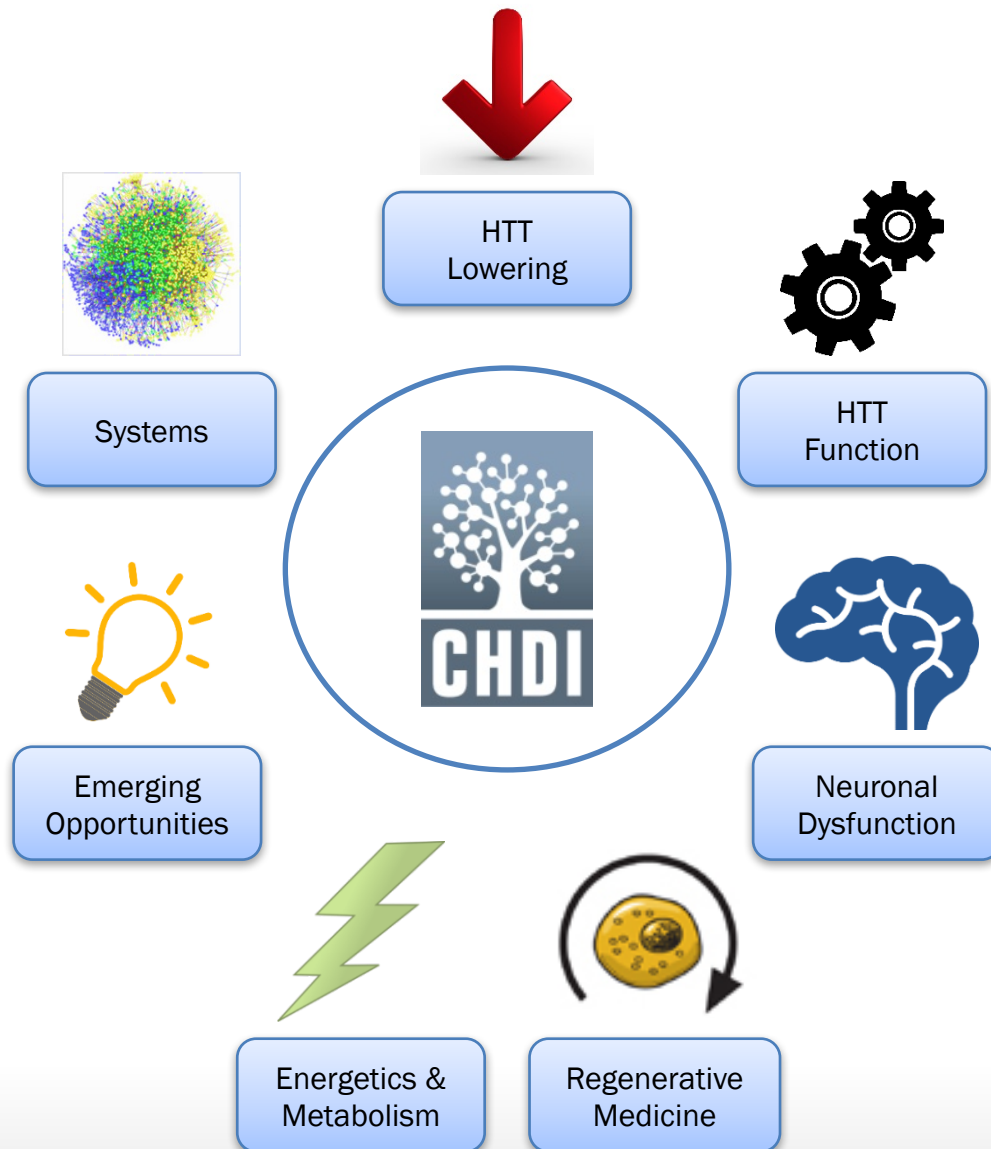 HTT
Lowering
Systems
HTT
Function
CHDI
Emerging
Opportunities
Neuronal
Dysfunction
Energetics &
Metabolism
Regenerative
Medicine